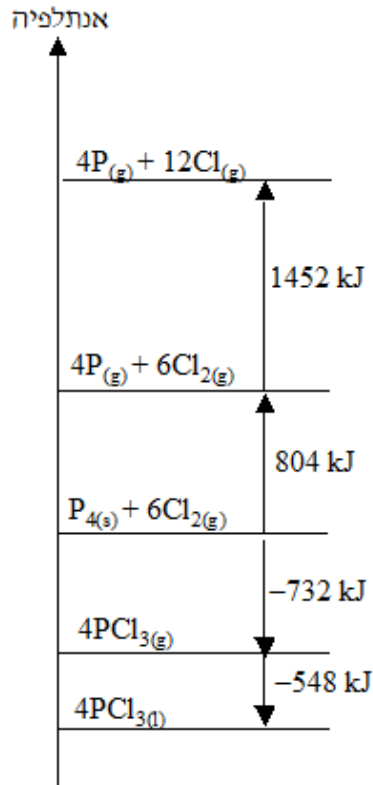 אנתלפיה
4P(g) + 12Cl(g)
1452 kJ
4P(g) + 6Cl2(g)
804 kJ
P4(s) + 6Cl2(g)
−732 kJ
4PCl3(g)
−548 kJ
4PCl3(l)